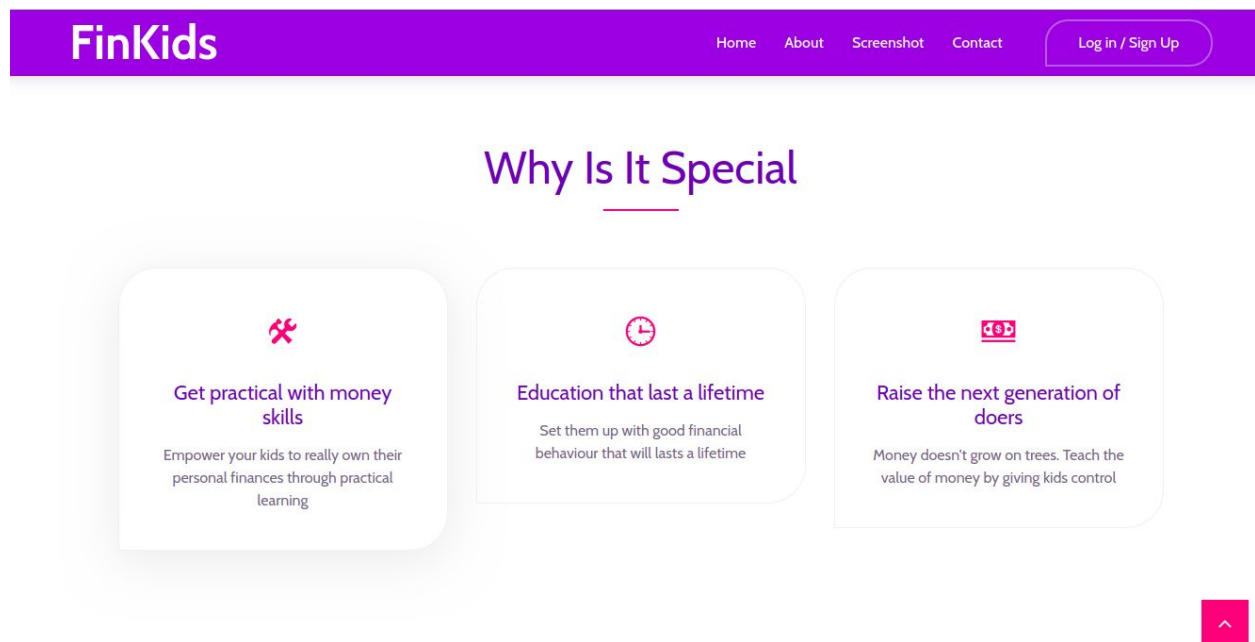 FinKids
Home About Screenshot Contact Log in / Sign Up
Why Is It Special
Get practical with money
skills
Empower your kids to really own their
personal finances through practical
learning
Education that last a lifetime
Set them up with good financial
behaviour that will lasts a lifetime
Raise the next generation of
doers
Money doesn't grow on trees. Teach the
value of money by giving kids control